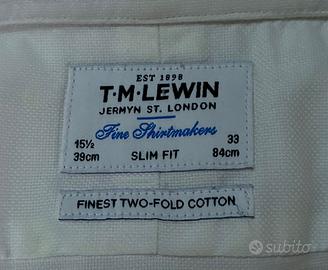 EST 1898
T·M·LEWIN
JERMYN ST. LONDON
Fine Shirtmakers
15½ 33
39cm SLIM FIT 84cm
FINEST TWO-FOLD COTTON
subito